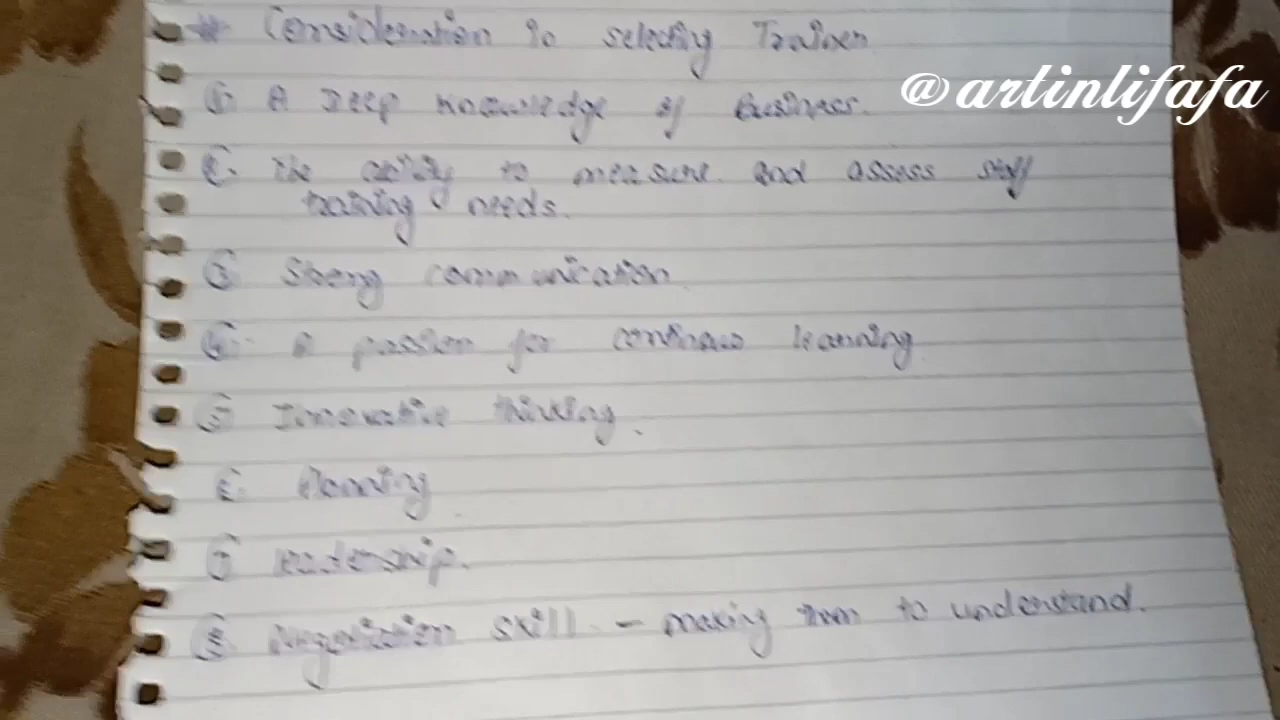 # Consideration to selecting Trainer
@artinlifafa
① A Deep Knowledge of Business.
②. The ability to measure and assess staff
training needs.
③ Strong communication
④. A passion for continuous learning
⑤ Innovative thinking.
⑥. Planning
⑦ Leadership.
⑧. Negotiation skill - making them to understand.